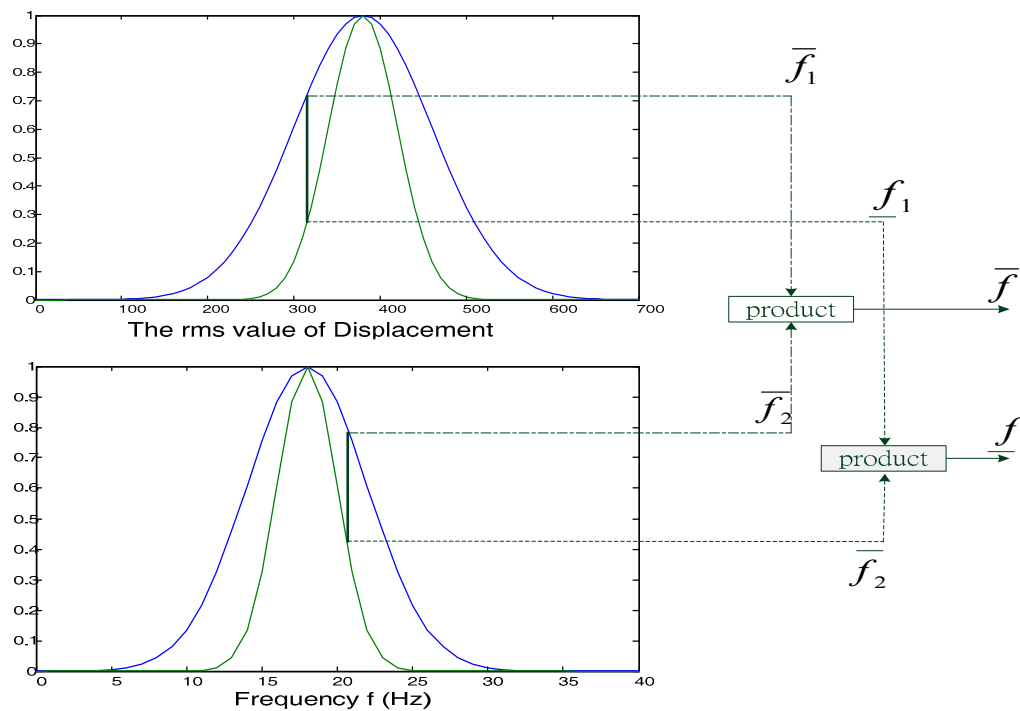 1
0.9
0.8
0.7
0.6
0.5
0.4
0.3
0.2
0.1
0
0 100 200 300 400 500 600 700
The rms value of Displacement
f̅₁
f̲₁
product
f̅
1
0.9
0.8
0.7
0.6
0.5
0.4
0.3
0.2
0.1
0
0 5 10 15 20 25 30 35 40
Frequency f (Hz)
f̅₂
product
f̲
f̅₂